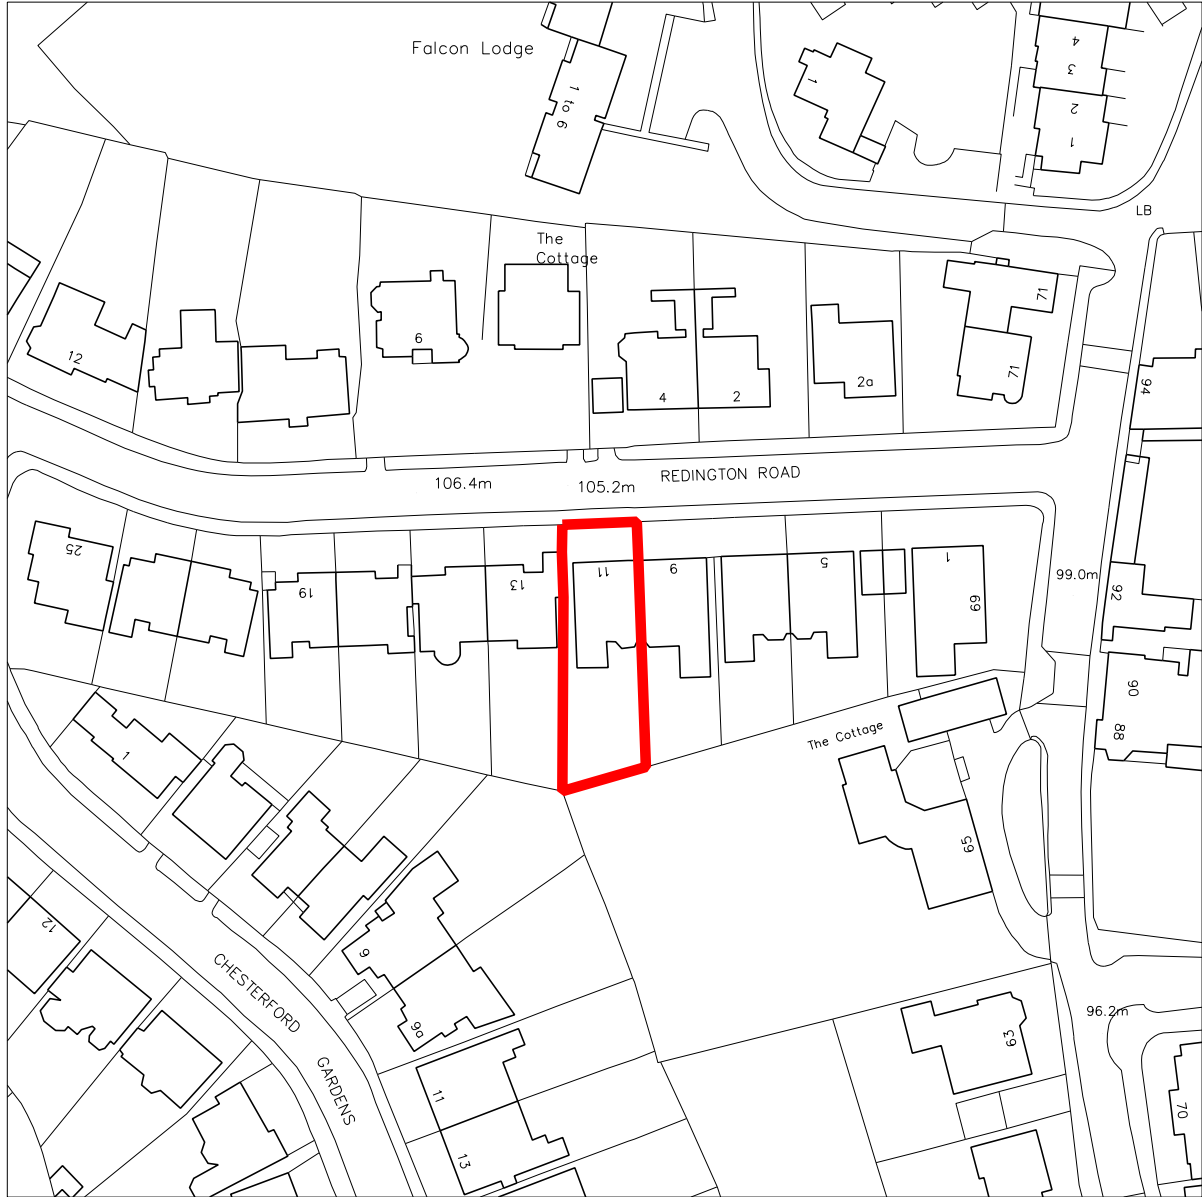 Falcon Lodge
1 to 6
1
4
3
2
1
LB
The
Cottage
12
6
4
2
2a
71
71
94
106.4m
105.2m
REDINGTON ROAD
25
19
13
11
9
5
1
69
99.0m
92
90
88
The Cottage
65
1
12
9
9a
CHESTERFORD
GARDENS
11
13
63
96.2m
70